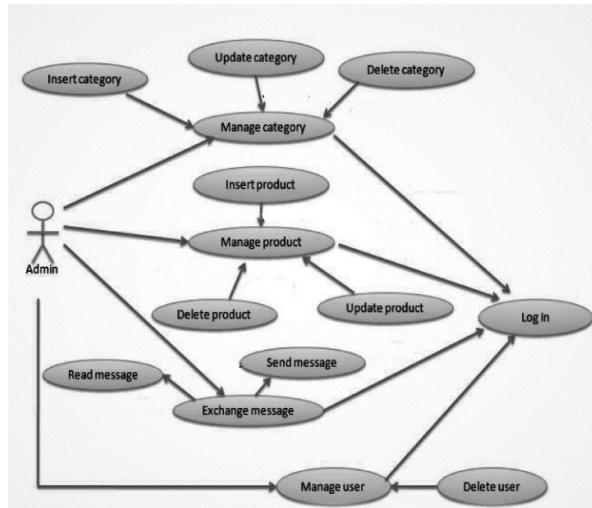 Update category
Insert category
Delete category
Manage category
Insert product
Manage product
Admin
Delete product
Update product
Log in
Send message
Read message
Exchange message
Manage user
Delete user